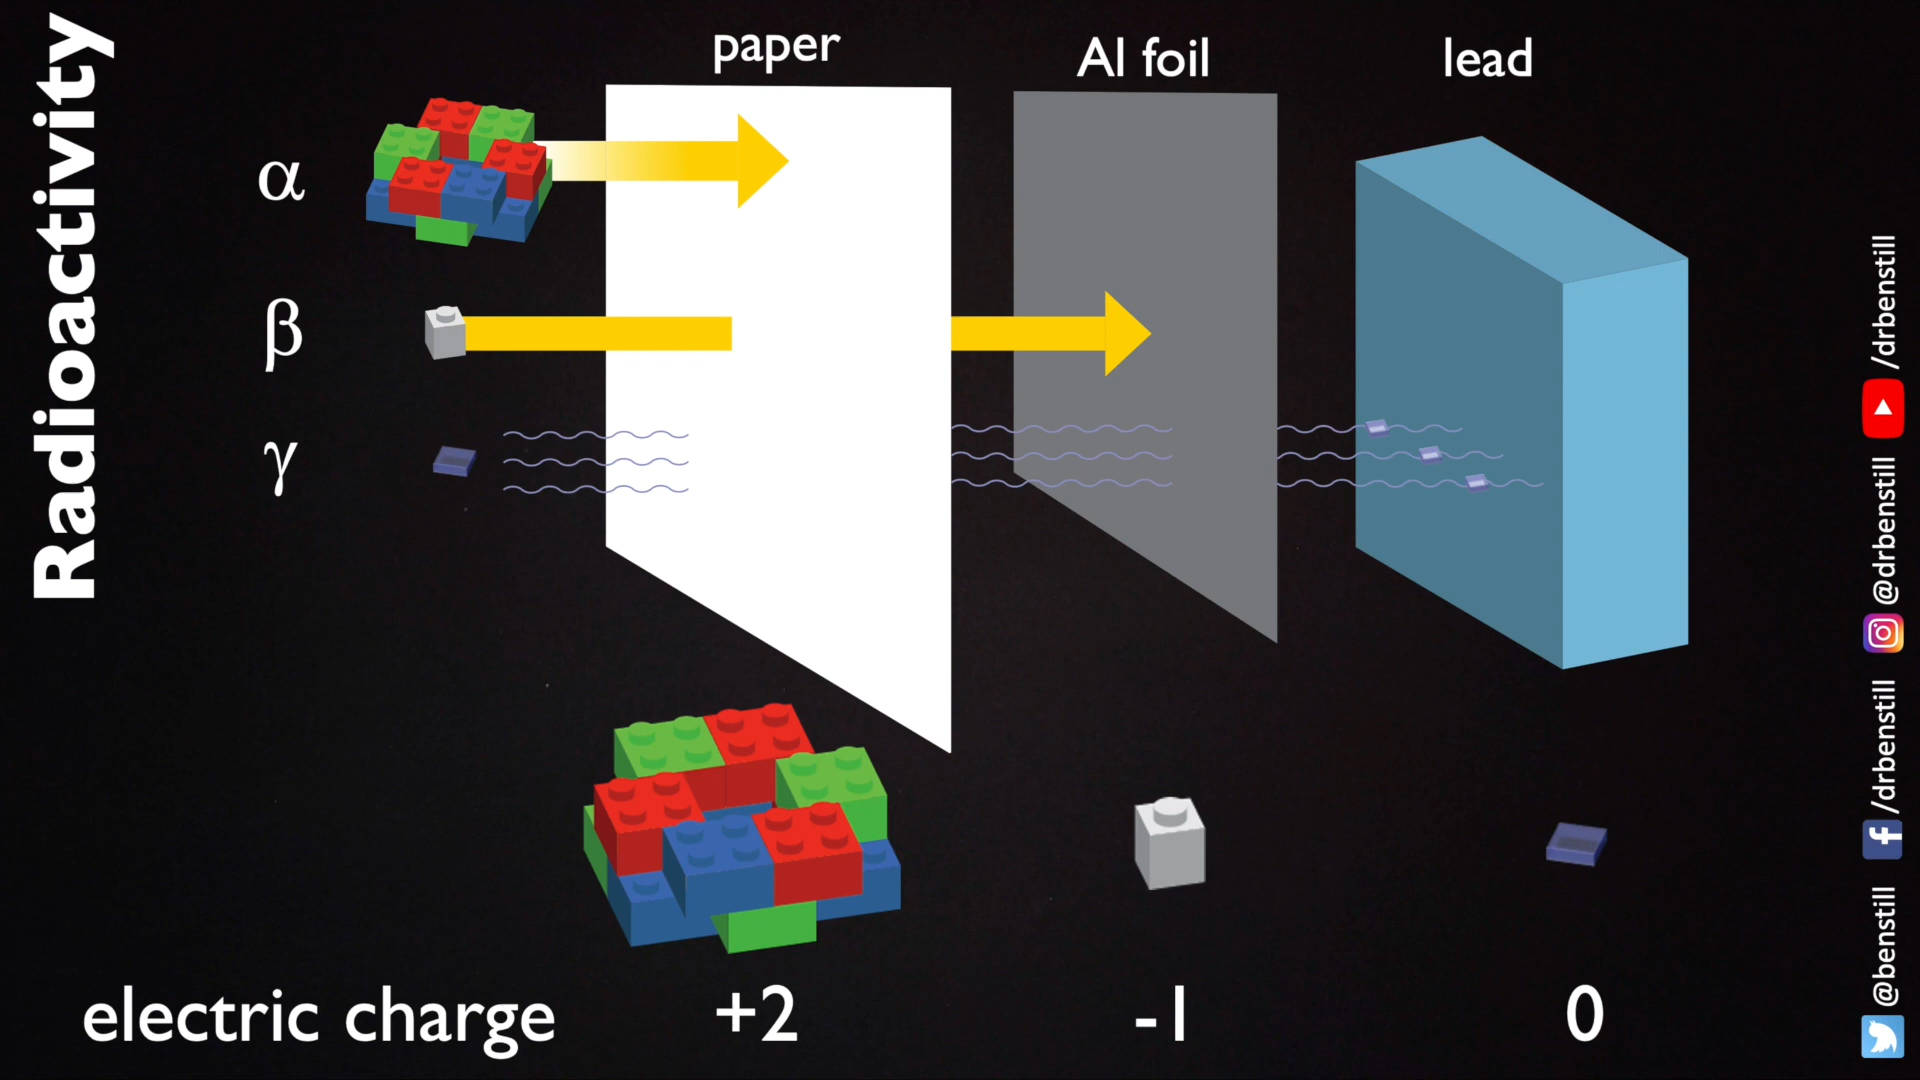 Radioactivity
paper
Al foil
lead
α
β
γ
electric charge
+2
-1
0
/drbenstill
@drbenstill
/drbenstill
@benstill